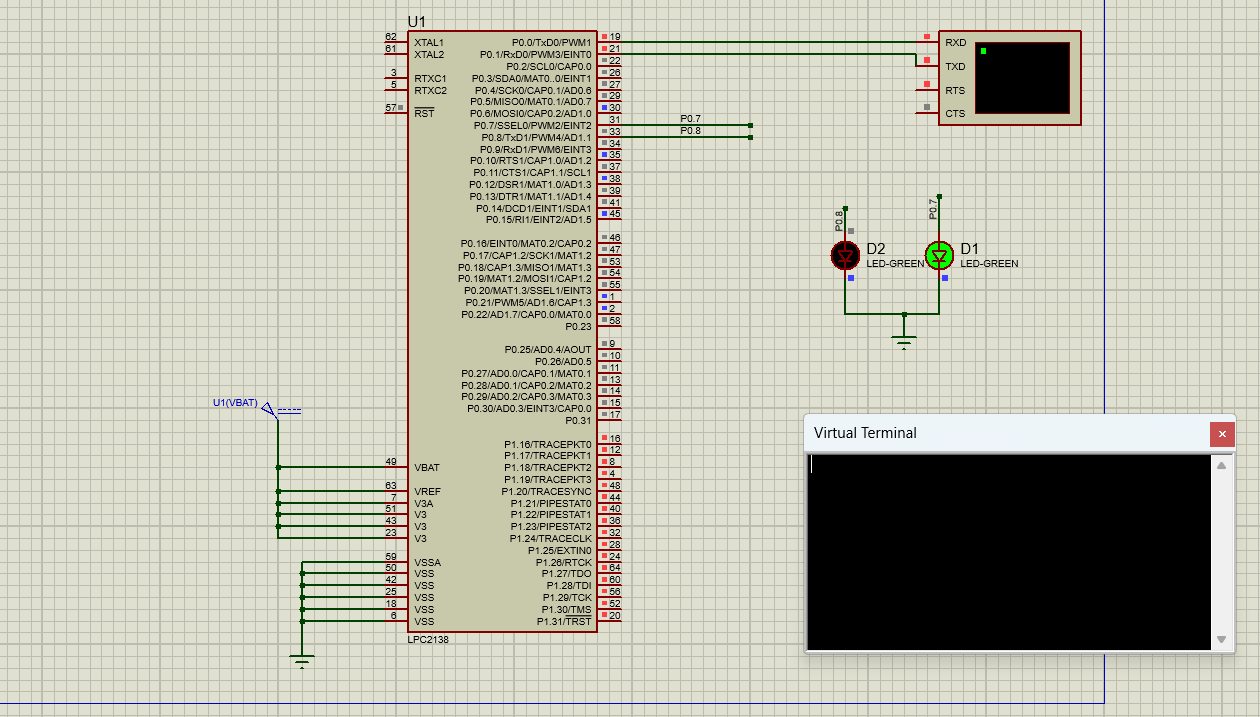 U1
62 XTAL1 P0.0/TxD0/PWM1 19
61 XTAL2 P0.1/RxD0/PWM3/EINT0 21
P0.2/SCL0/CAP0.0 22
3 RTXC1 P0.3/SDA0/MAT0..0/EINT1 26
5 RTXC2 P0.4/SCK0/CAP0.1/AD0.6 27
P0.5/MISO0/MAT0.1/AD0.7 29
57 RST P0.6/MOSI0/CAP0.2/AD1.0 30
P0.7/SSEL0/PWM2/EINT2 31 P0.7
P0.8/TxD1/PWM4/AD1.1 33 P0.8
P0.9/RxD1/PWM6/EINT3 34
P0.10/RTS1/CAP1.0/AD1.2 35
P0.11/CTS1/CAP1.1/SCL1 37
P0.12/DSR1/MAT1.0/AD1.3 38
P0.13/DTR1/MAT1.1/AD1.4 39
P0.14/DCD1/EINT1/SDA1 41
P0.15/RI1/EINT2/AD1.5 45
P0.16/EINT0/MAT0.2/CAP0.2 46
P0.17/CAP1.2/SCK1/MAT1.2 47
P0.18/CAP1.3/MISO1/MAT1.3 53
P0.19/MAT1.2/MOSI1/CAP1.2 54
P0.20/MAT1.3/SSEL1/EINT3 55
P0.21/PWM5/AD1.6/CAP1.3 1
P0.22/AD1.7/CAP0.0/MAT0.0 2
P0.23 58
P0.25/AD0.4/AOUT 9
P0.26/AD0.5 10
P0.27/AD0.0/CAP0.1/MAT0.1 11
P0.28/AD0.1/CAP0.2/MAT0.2 13
P0.29/AD0.2/CAP0.3/MAT0.3 14
P0.30/AD0.3/EINT3/CAP0.0 15
P0.31 17
U1(VBAT)
P1.16/TRACEPKT0 16
P1.17/TRACEPKT1 12
49 VBAT P1.18/TRACEPKT2 8
P1.19/TRACEPKT3 4
63 VREF P1.20/TRACESYNC 48
7 V3A P1.21/PIPESTAT0 44
51 V3 P1.22/PIPESTAT1 40
43 V3 P1.23/PIPESTAT2 36
23 V3 P1.24/TRACECLK 32
P1.25/EXTIN0 28
59 VSSA P1.26/RTCK 24
50 VSS P1.27/TDO 64
42 VSS P1.28/TDI 60
25 VSS P1.29/TCK 56
18 VSS P1.30/TMS 52
6 VSS P1.31/TRST 20
LPC2138
RXD
TXD
RTS
CTS
P0.8
P0.7
D2
LED-GREEN
D1
LED-GREEN
Virtual Terminal